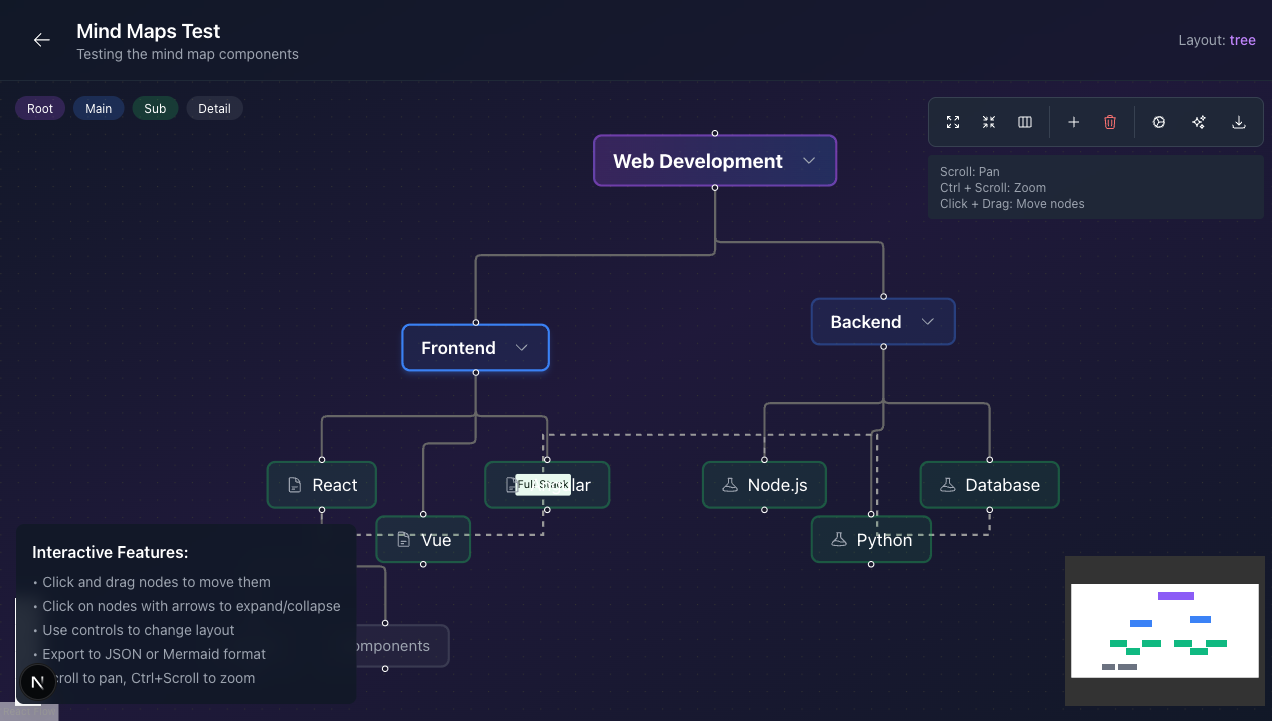 Mind Maps Test
Testing the mind map components
Layout: tree
Root
Main
Sub
Detail
Web Development
Scroll: Pan
Ctrl + Scroll: Zoom
Click + Drag: Move nodes
Backend
Frontend
React
Full Stack
lar
Node.js
Database
Vue
Python
Interactive Features:
• Click and drag nodes to move them
• Click on nodes with arrows to expand/collapse
• Use controls to change layout
• Export to JSON or Mermaid format
croll to pan, Ctrl+Scroll to zoom
omponents
N